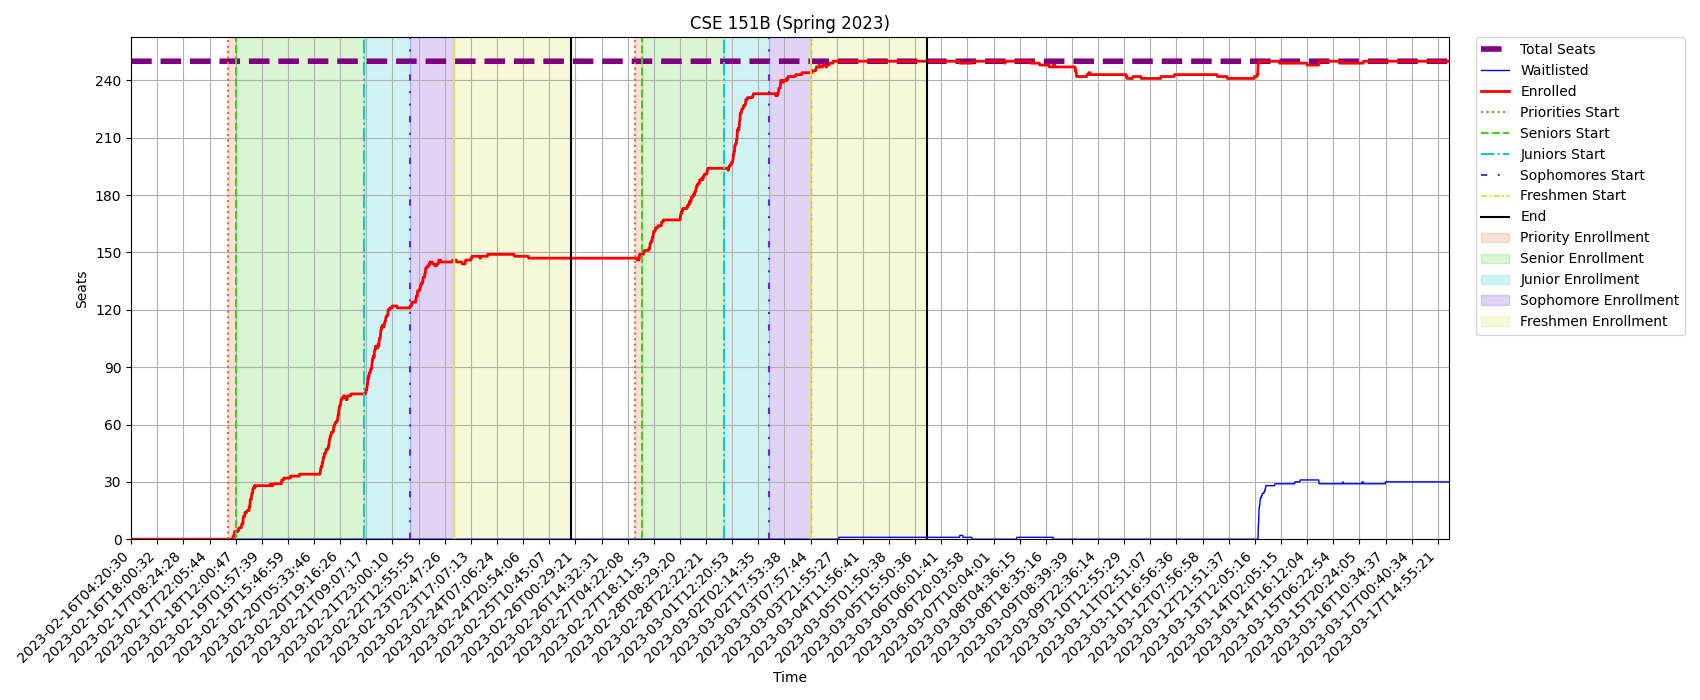 CSE 151B (Spring 2023)
Total Seats
Waitlisted
Enrolled
Priorities Start
Seniors Start
Juniors Start
Sophomores Start
Freshmen Start
End
Priority Enrollment
Senior Enrollment
Junior Enrollment
Sophomore Enrollment
Freshmen Enrollment
Seats
240
210
180
150
120
90
60
30
0
2023-02-16T04:20:30
2023-02-16T18:00:32
2023-02-17T08:24:28
2023-02-17T22:05:44
2023-02-18T12:00:47
2023-02-19T01:57:39
2023-02-19T15:46:59
2023-02-20T05:33:46
2023-02-20T19:16:26
2023-02-21T09:07:17
2023-02-21T23:00:10
2023-02-22T12:55:55
2023-02-23T02:47:26
2023-02-23T17:07:13
2023-02-24T07:06:24
2023-02-24T20:54:06
2023-02-25T10:45:07
2023-02-26T00:29:21
2023-02-26T14:32:31
2023-02-27T04:22:08
2023-02-27T18:11:53
2023-02-28T08:29:20
2023-02-28T22:22:21
2023-03-01T12:20:53
2023-03-02T02:14:35
2023-03-02T17:53:38
2023-03-03T07:57:44
2023-03-03T21:55:27
2023-03-04T11:56:41
2023-03-05T01:50:38
2023-03-05T15:50:36
2023-03-06T06:01:41
2023-03-06T20:03:58
2023-03-07T10:04:01
2023-03-08T04:36:15
2023-03-08T18:35:16
2023-03-09T08:39:39
2023-03-09T22:36:14
2023-03-10T12:55:29
2023-03-11T02:51:07
2023-03-11T16:56:36
2023-03-12T07:56:58
2023-03-12T21:51:37
2023-03-13T12:05:16
2023-03-14T02:05:15
2023-03-14T16:12:04
2023-03-15T06:22:54
2023-03-15T20:24:05
2023-03-16T10:34:37
2023-03-17T00:40:34
2023-03-17T14:55:21
Time